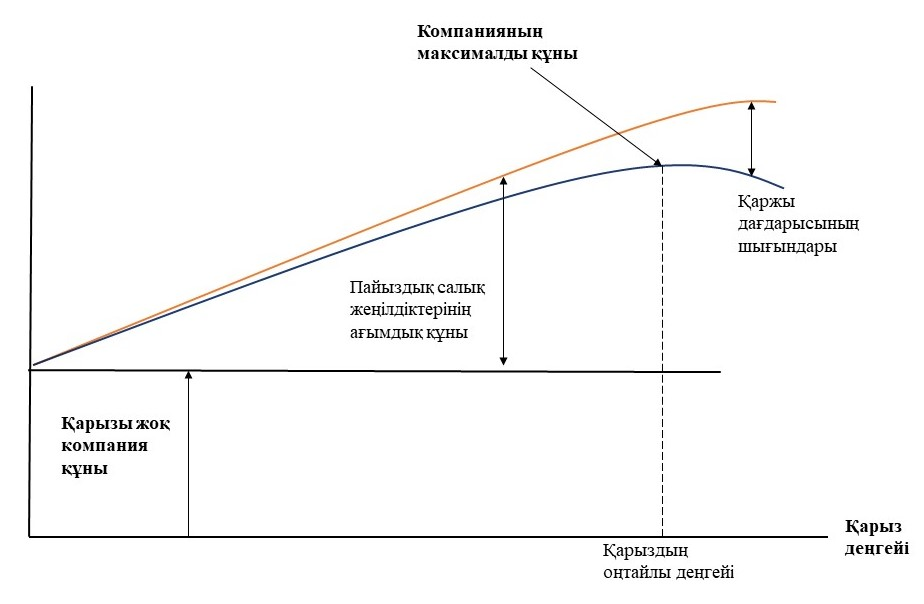 Компанияның
максималды құны
Қаржы
дағдарысының
шығындары
Пайыздық салық
жеңілдіктерінің
ағымдық құны
Қарызы жоқ
компания
құны
Қарыз
деңгейі
Қарыздың
оңтайлы деңгейі